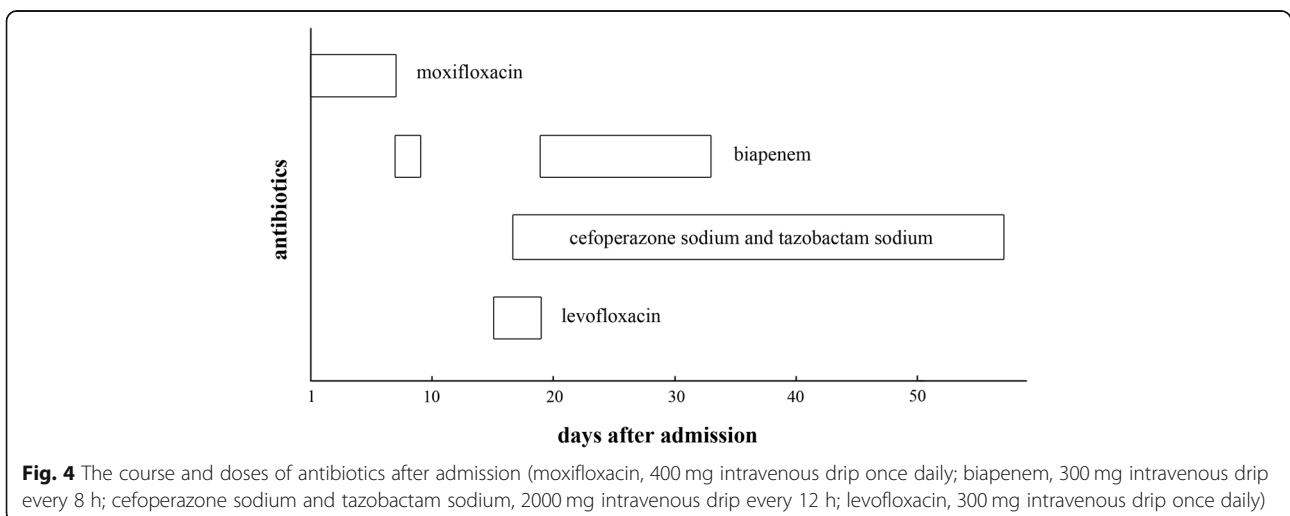 moxifloxacin
biapenem
antibiotics
cefoperazone sodium and tazobactam sodium
levofloxacin
1 10 20 30 40 50
days after admission
Fig. 4 The course and doses of antibiotics after admission (moxifloxacin, 400 mg intravenous drip once daily; biapenem, 300 mg intravenous drip
every 8 h; cefoperazone sodium and tazobactam sodium, 2000 mg intravenous drip every 12 h; levofloxacin, 300 mg intravenous drip once daily)